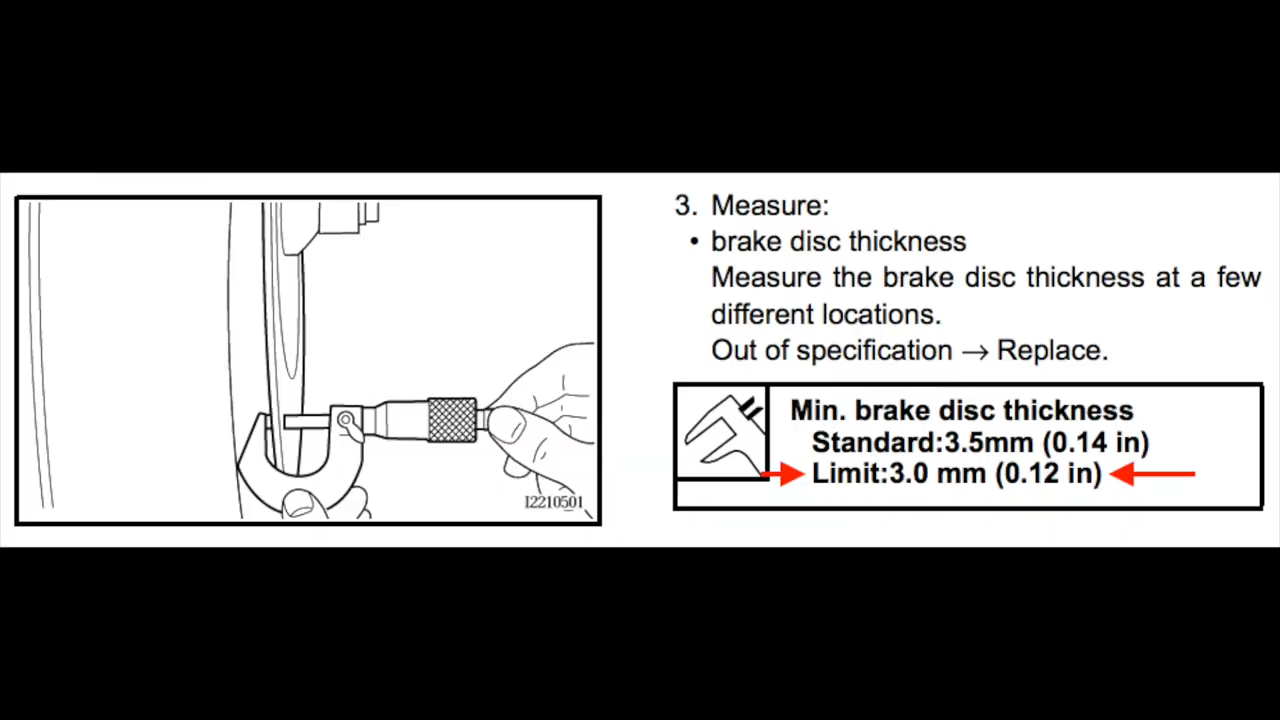 3. Measure:
• brake disc thickness
Measure the brake disc thickness at a few
different locations.
Out of specification → Replace.
Min. brake disc thickness
Standard:3.5mm (0.14 in)
Limit:3.0 mm (0.12 in)
I2210501